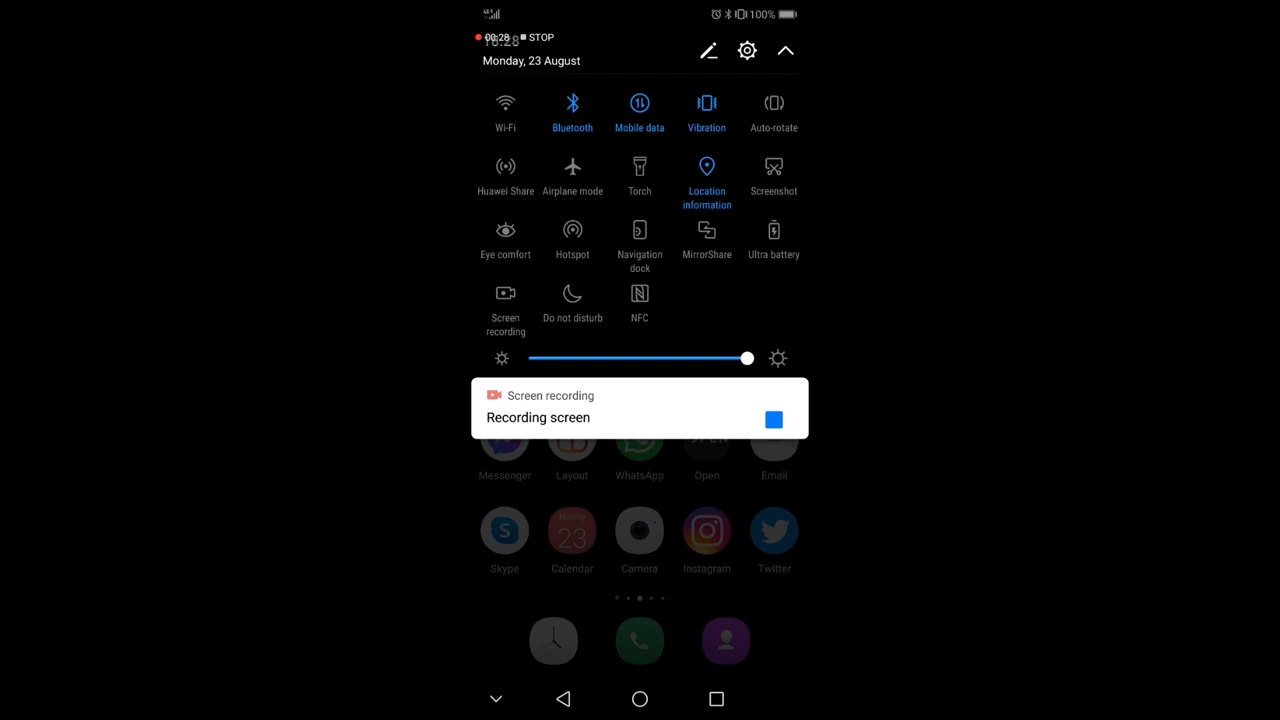 100%
00:28 STOP
Monday, 23 August
Wi-Fi
Bluetooth
Mobile data
Vibration
Auto-rotate
Huawei Share
Airplane mode
Torch
Location
information
Screenshot
Eye comfort
Hotspot
Navigation
dock
MirrorShare
Ultra battery
Screen
recording
Do not disturb
NFC
Screen recording
Recording screen
Messenger
Layout
WhatsApp
Open
Email
Monday
23
Skype
Calendar
Camera
Instagram
Twitter